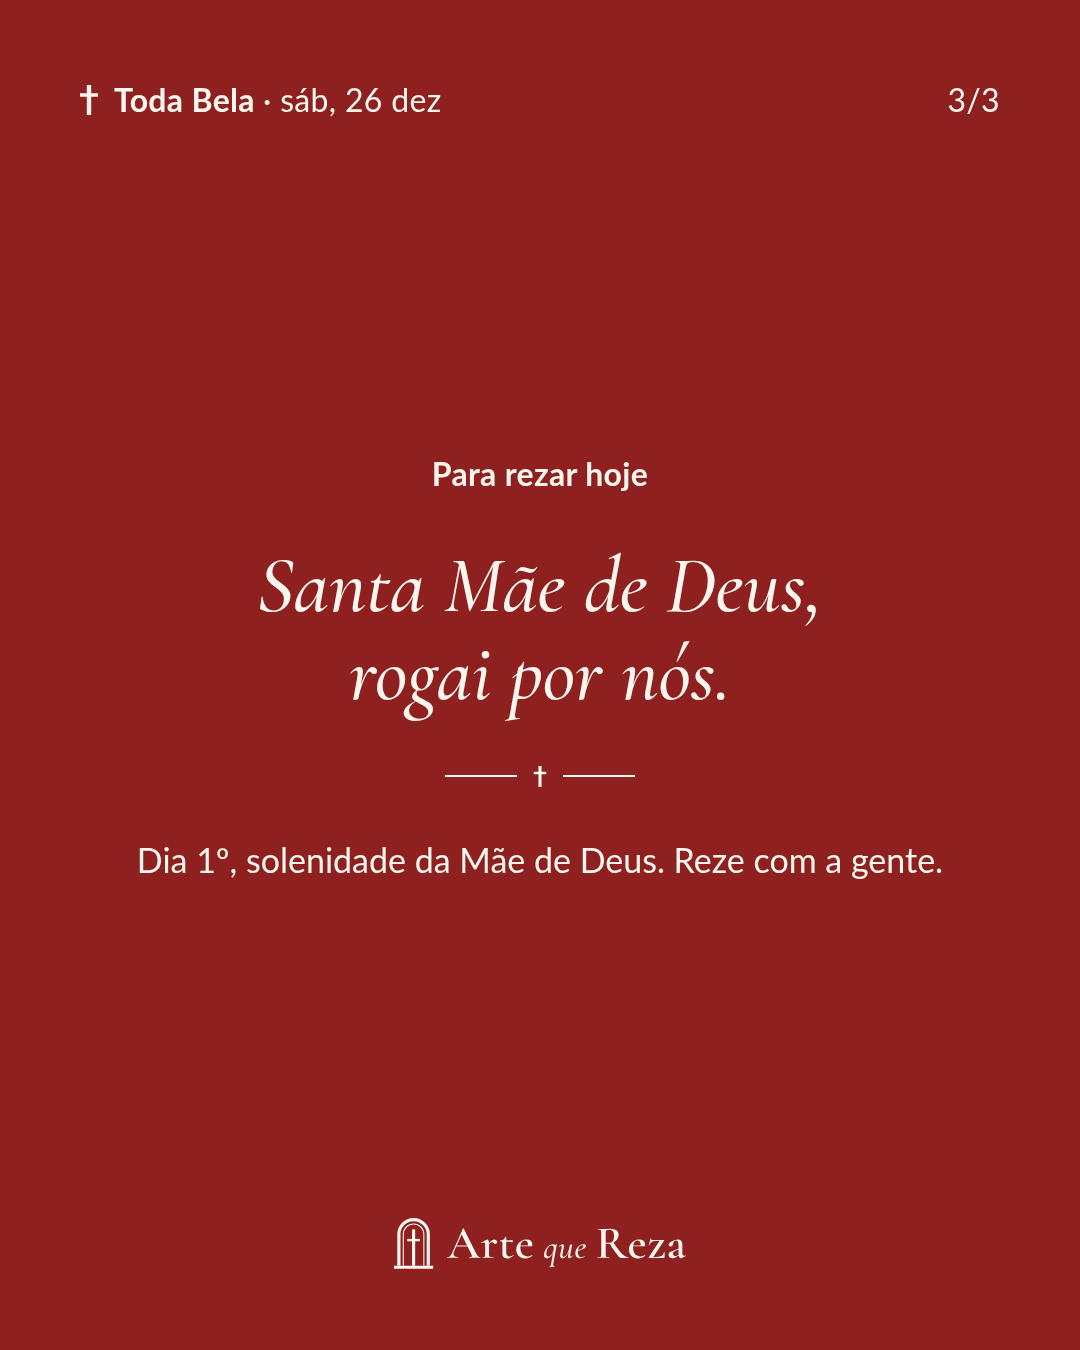 † Toda Bela · sáb, 26 dez
3/3
Para rezar hoje
Santa Mãe de Deus,
rogai por nós.
†
Dia 1º, solenidade da Mãe de Deus. Reze com a gente.
Arte que Reza